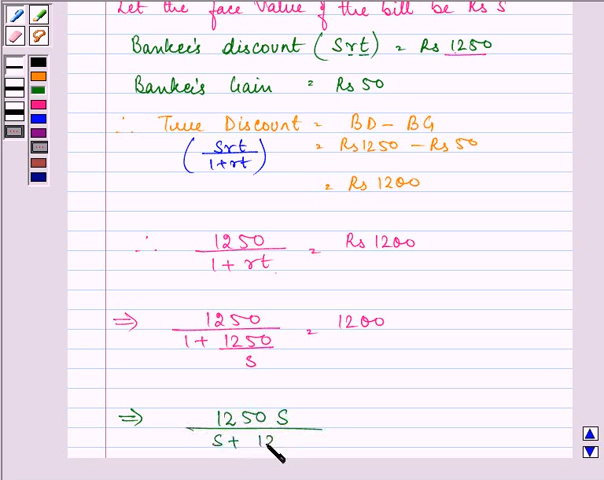 Let the face value of the bill be Rs S
Banker's discount (Srt) = Rs 1250
Banker's Gain = Rs 50
∴ True Discount = BD - BG
(Srt / 1+rt) = Rs 1250 - Rs 50
= Rs 1200
∴ 1250 / 1 + rt = Rs 1200
⇒ 1250 / 1 + 1250/S = 1200
⇒ 1250 S / S + 12